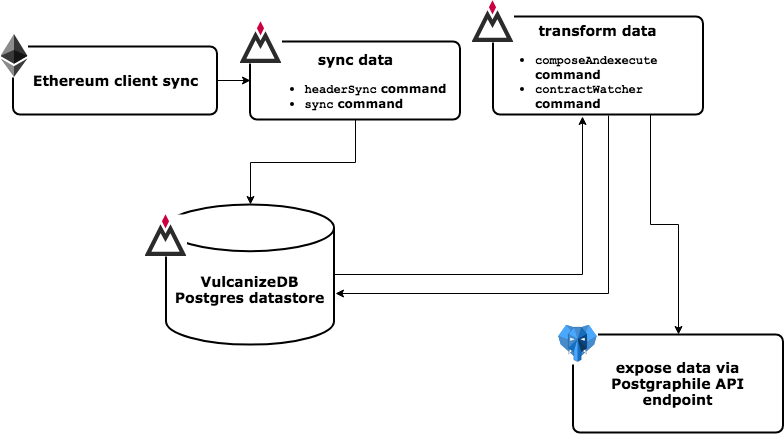 Ethereum client sync
sync data
• headerSync command
• sync command
transform data
• composeAndexecute
command
• contractWatcher
command
VulcanizeDB
Postgres datastore
expose data via
Postgraphile API
endpoint